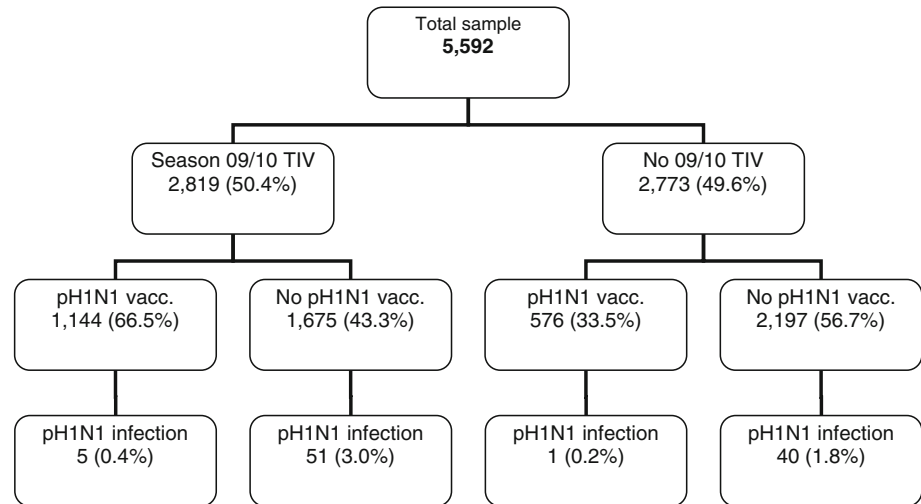 Total sample
5,592
Season 09/10 TIV
2,819 (50.4%)
No 09/10 TIV
2,773 (49.6%)
pH1N1 vacc.
1,144 (66.5%)
No pH1N1 vacc.
1,675 (43.3%)
pH1N1 vacc.
576 (33.5%)
No pH1N1 vacc.
2,197 (56.7%)
pH1N1 infection
5 (0.4%)
pH1N1 infection
51 (3.0%)
pH1N1 infection
1 (0.2%)
pH1N1 infection
40 (1.8%)